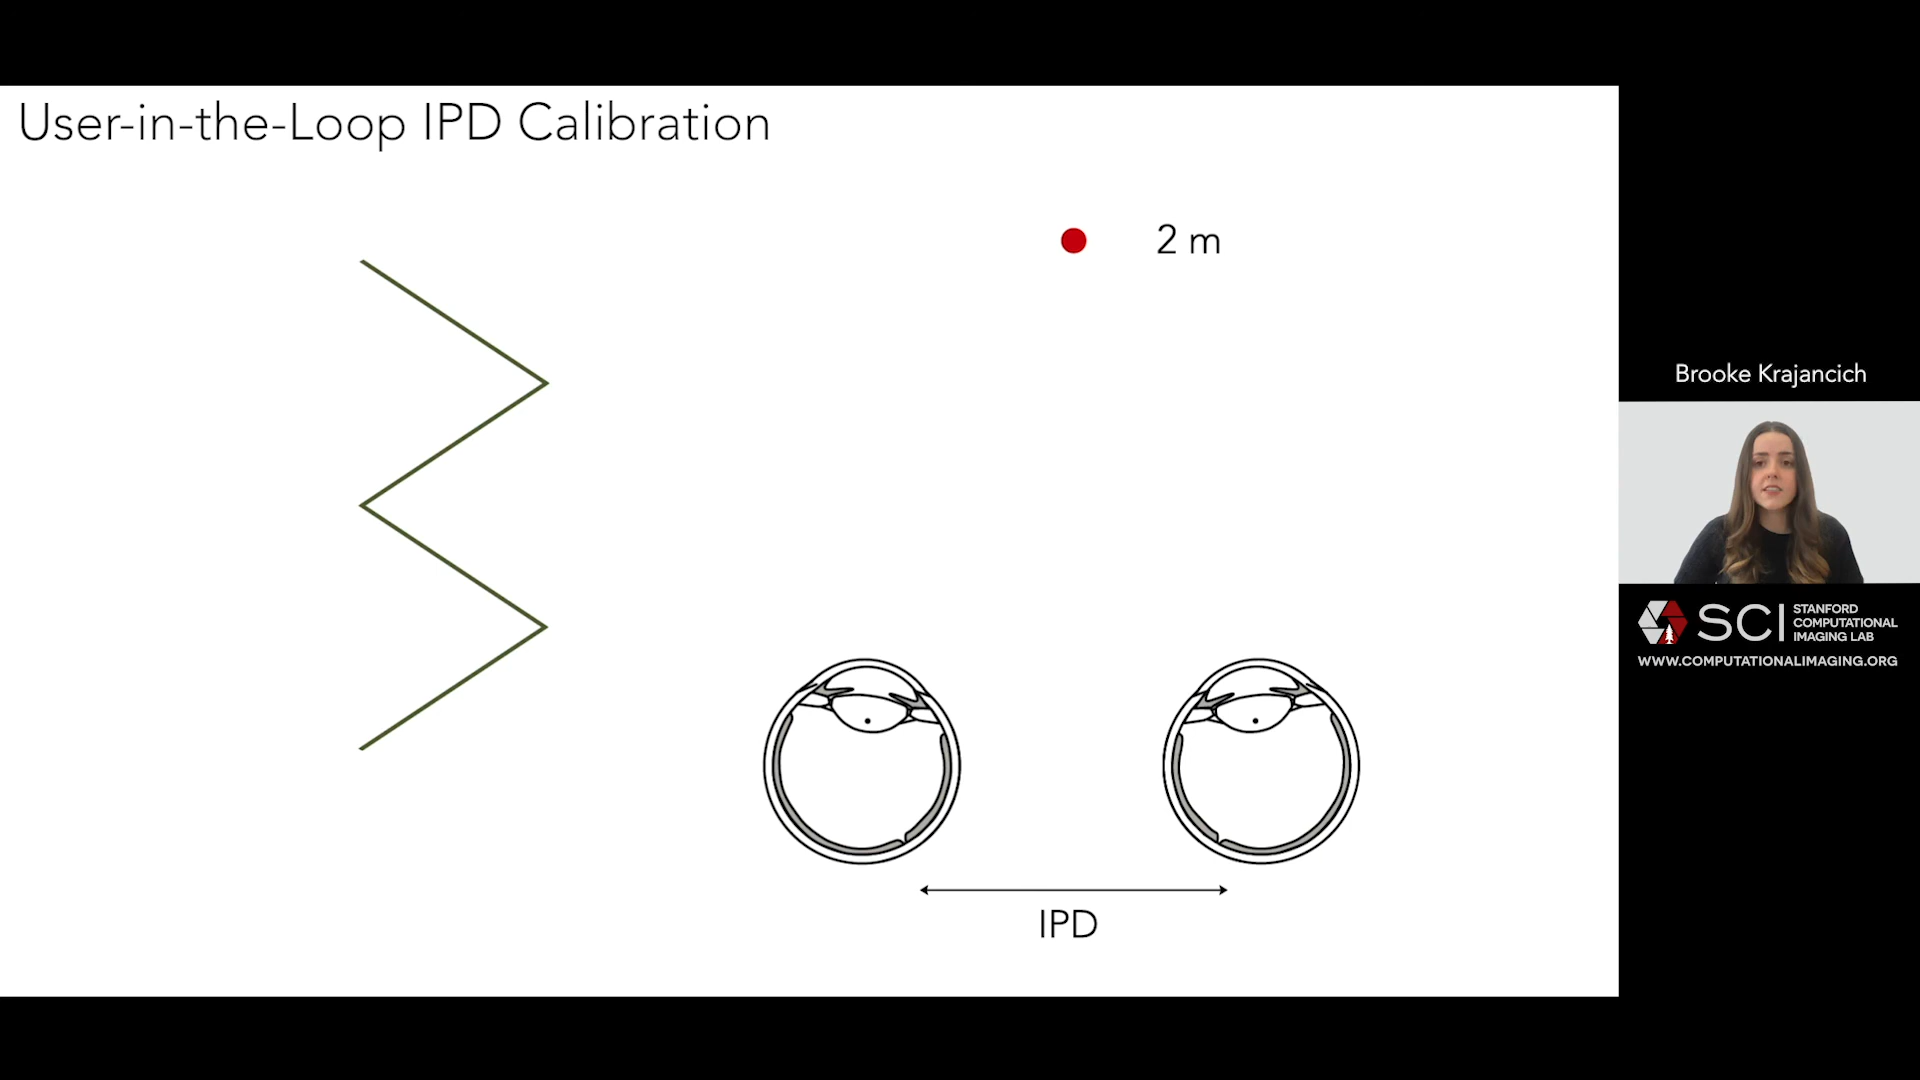 User-in-the-Loop IPD Calibration
2 m
IPD
Brooke Krajancich
SCI
STANFORD
COMPUTATIONAL
IMAGING LAB
WWW.COMPUTATIONALIMAGING.ORG